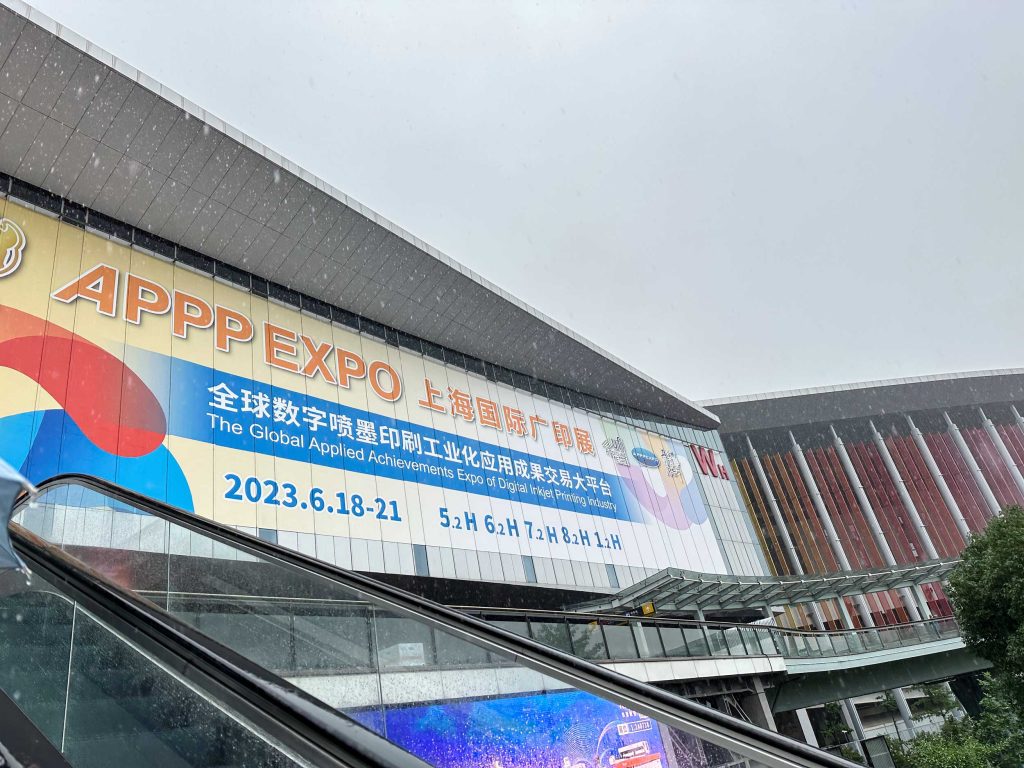 APPP EXPO 上海国际广印展
全球数字喷墨印刷工业化应用成果交易大平台
The Global Applied Achievements Expo of Digital Inkjet Printing Industry
2023.6.18-21 5.2H 6.2H 7.2H 8.2H 1.2H
WH